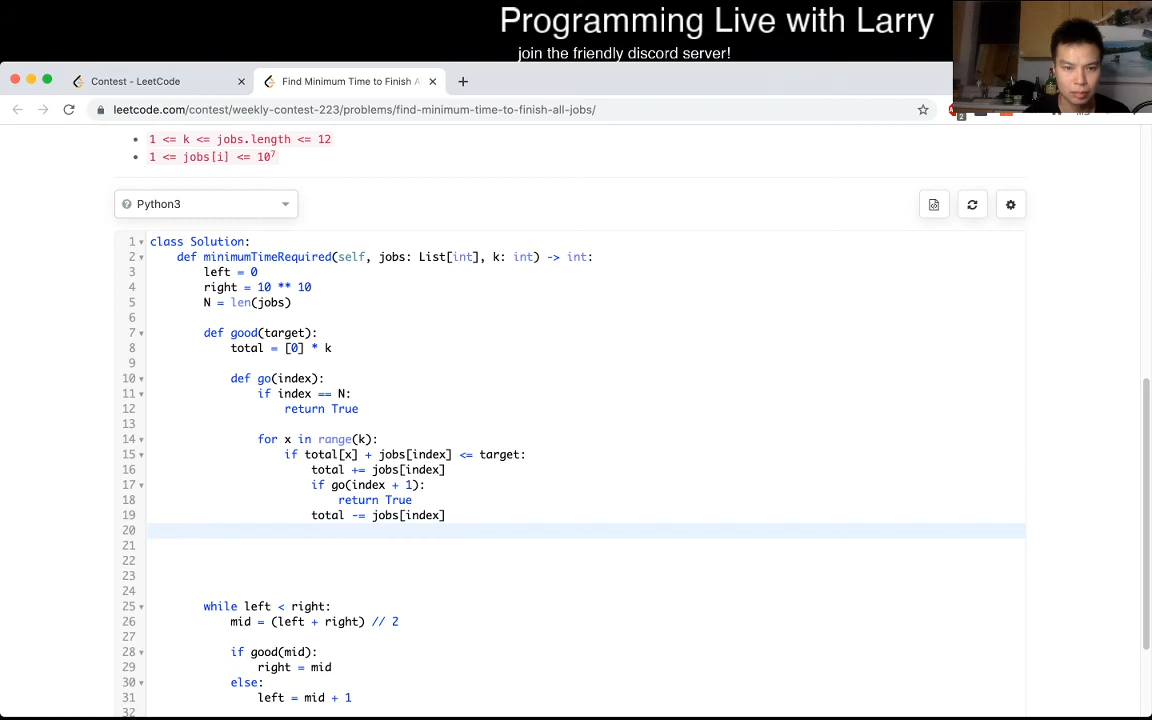 Programming Live with Larry
join the friendly discord server!
Contest - LeetCode
Find Minimum Time to Finish A
leetcode.com/contest/weekly-contest-223/problems/find-minimum-time-to-finish-all-jobs/
2
1 <= k <= jobs.length <= 12
1 <= jobs[i] <= 10⁷
Python3
1 class Solution:
2 def minimumTimeRequired(self, jobs: List[int], k: int) -> int:
3 left = 0
4 right = 10 ** 10
5 N = len(jobs)
6
7 def good(target):
8 total = [0] * k
9
10 def go(index):
11 if index == N:
12 return True
13
14 for x in range(k):
15 if total[x] + jobs[index] <= target:
16 total += jobs[index]
17 if go(index + 1):
18 return True
19 total -= jobs[index]
20
21
22
23
24
25 while left < right:
26 mid = (left + right) // 2
27
28 if good(mid):
29 right = mid
30 else:
31 left = mid + 1
32